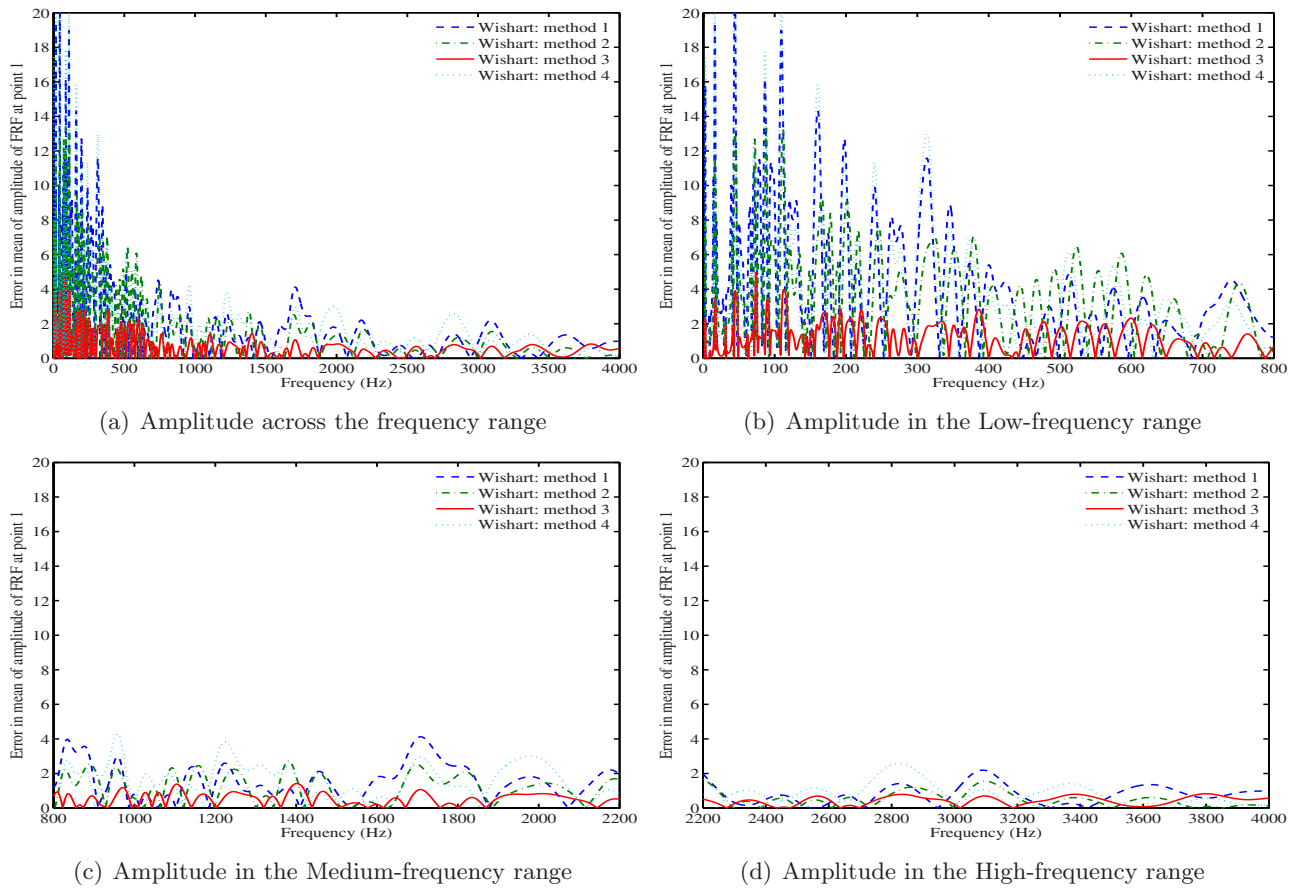 Error in mean of amplitude of FRF at point 1
20
18
16
14
12
10
8
6
4
2
0
Wishart: method 1
Wishart: method 2
Wishart: method 3
Wishart: method 4
0 500 1000 1500 2000 2500 3000 3500 4000
Frequency (Hz)
(a) Amplitude across the frequency range
Error in mean of amplitude of FRF at point 1
20
18
16
14
12
10
8
6
4
2
0
Wishart: method 1
Wishart: method 2
Wishart: method 3
Wishart: method 4
0 100 200 300 400 500 600 700 800
Frequency (Hz)
(b) Amplitude in the Low-frequency range
Error in mean of amplitude of FRF at point 1
20
18
16
14
12
10
8
6
4
2
0
Wishart: method 1
Wishart: method 2
Wishart: method 3
Wishart: method 4
800 1000 1200 1400 1600 1800 2000 2200
Frequency (Hz)
(c) Amplitude in the Medium-frequency range
Error in mean of amplitude of FRF at point 1
20
18
16
14
12
10
8
6
4
2
0
Wishart: method 1
Wishart: method 2
Wishart: method 3
Wishart: method 4
2200 2400 2600 2800 3000 3200 3400 3600 3800 4000
Frequency (Hz)
(d) Amplitude in the High-frequency range